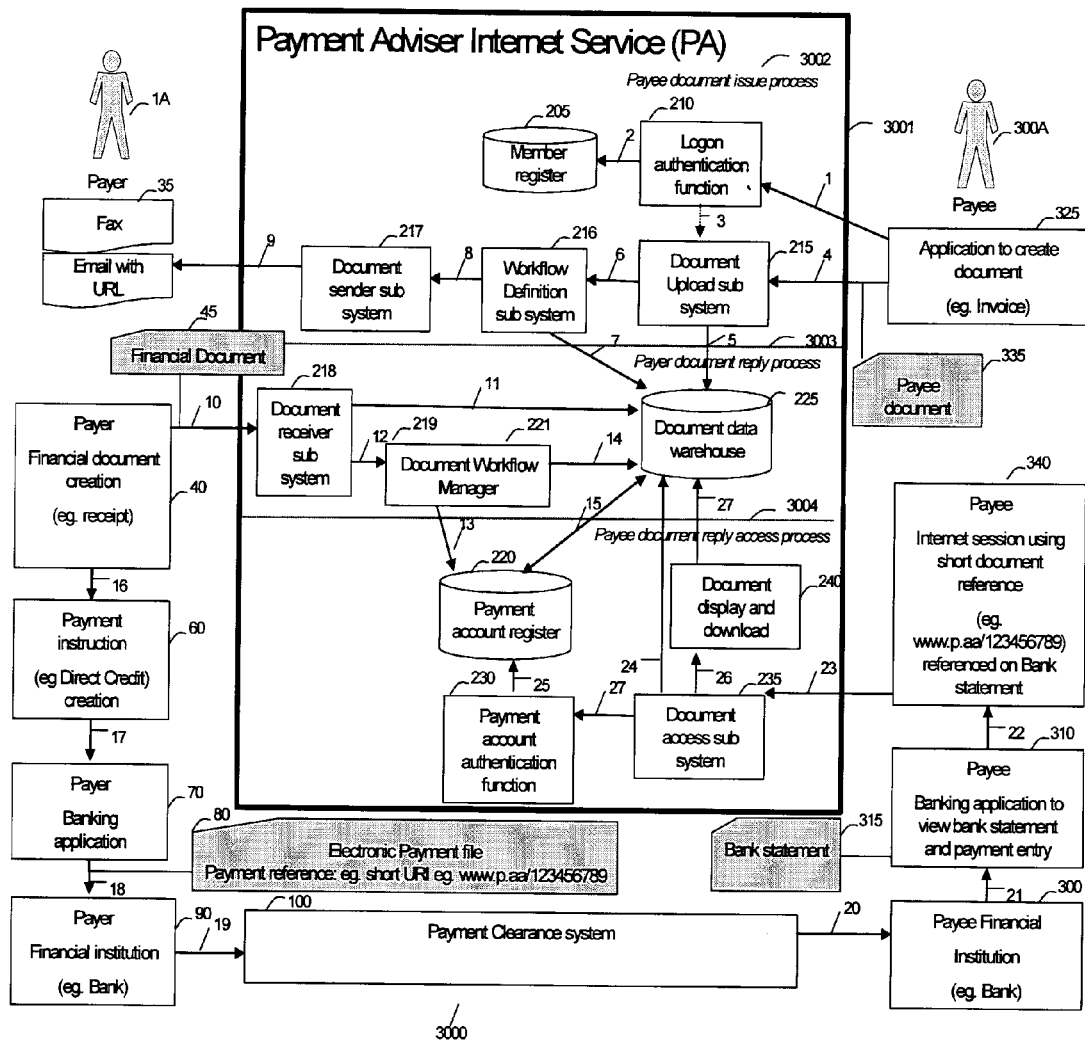 Payment Adviser Internet Service (PA)
3002
Payee document issue process
1A
Payer
35
Fax
Email with
URL
9
205
Member
register
2
210
Logon
authentication
function
3
1
3001
300A
Payee
325
Application to create
document
(eg. Invoice)
217
Document
sender sub
system
8
216
Workflow
Definition
sub system
6
215
Document
Upload sub
system
4
45
Financial Document
7
5
3003
Payer document reply process
335
Payee
document
10
218
Document
receiver
sub
system
11
12
219
221
Document Workflow
Manager
14
225
Document data
warehouse
Payer
Financial document
creation
(eg. receipt)
40
13
15
27
3004
Payee document reply access process
340
Payee
Internet session using
short document
reference
(eg.
www.p.aa/123456789)
referenced on Bank
statement
16
Payment
instruction
(eg Direct Credit)
creation
60
220
Payment
account register
Document
display and
download
240
24
25
26
230
Payment
account
authentication
function
27
235
Document
access sub
system
23
22
17
Payer
Banking
application
70
310
Payee
Banking application to
view bank statement
and payment entry
80
Electronic Payment file
Payment reference: eg. short URI eg. www.p.aa/123456789
Bank statement
315
18
Payer
Financial institution
(eg. Bank)
90
19
100
Payment Clearance system
20
21
300
Payee Financial
Institution
(eg. Bank)
3000